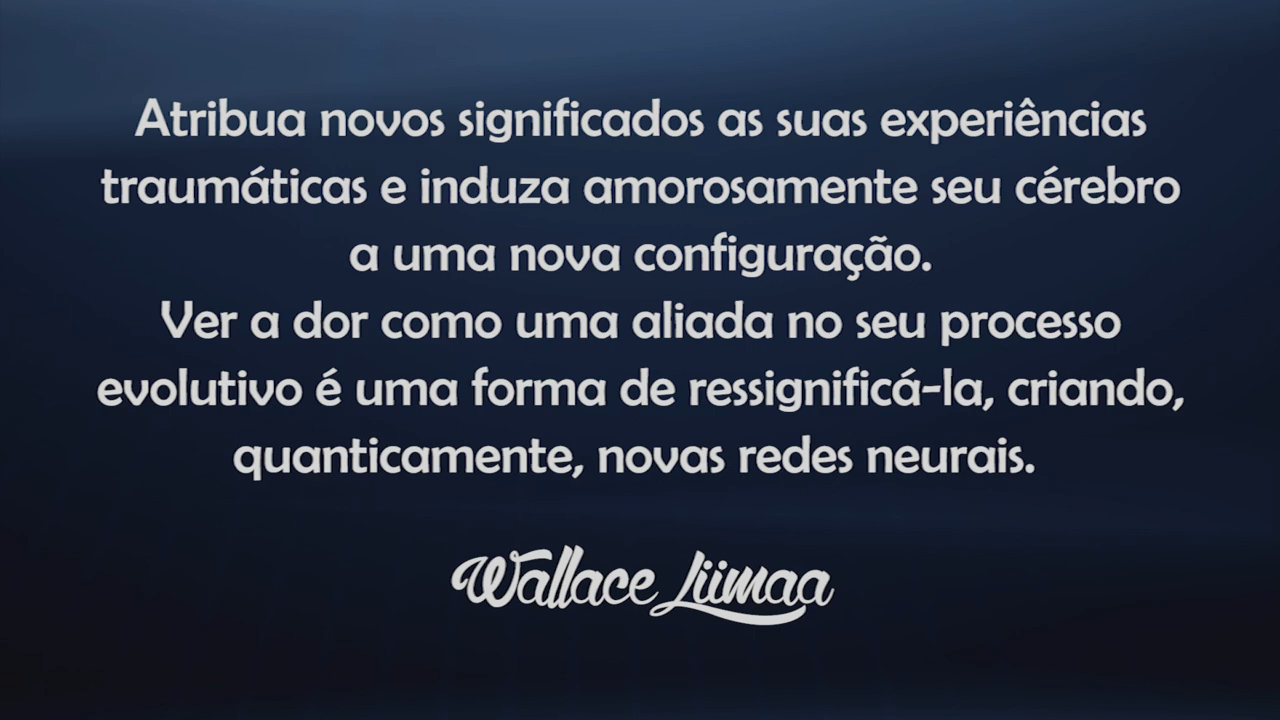 Atribua novos significados as suas experiências
traumáticas e induza amorosamente seu cérebro
a uma nova configuração.
Ver a dor como uma aliada no seu processo
evolutivo é uma forma de ressignificá-la, criando,
quanticamente, novas redes neurais.
Wallace Liimaa